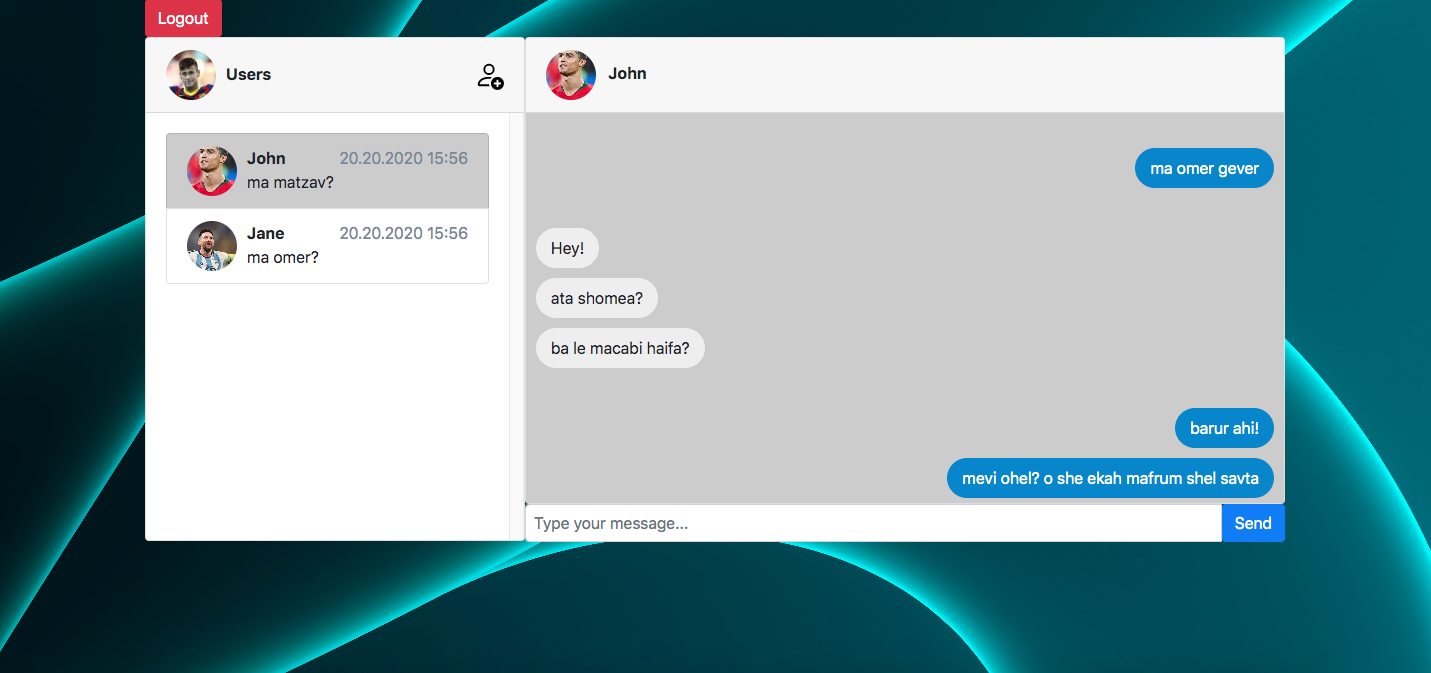 Logout
Users
John
John 20.20.2020 15:56
ma matzav?
Jane 20.20.2020 15:56
ma omer?
ma omer gever
Hey!
ata shomea?
ba le macabi haifa?
barur ahi!
mevi ohel? o she ekah mafrum shel savta
Type your message...
Send